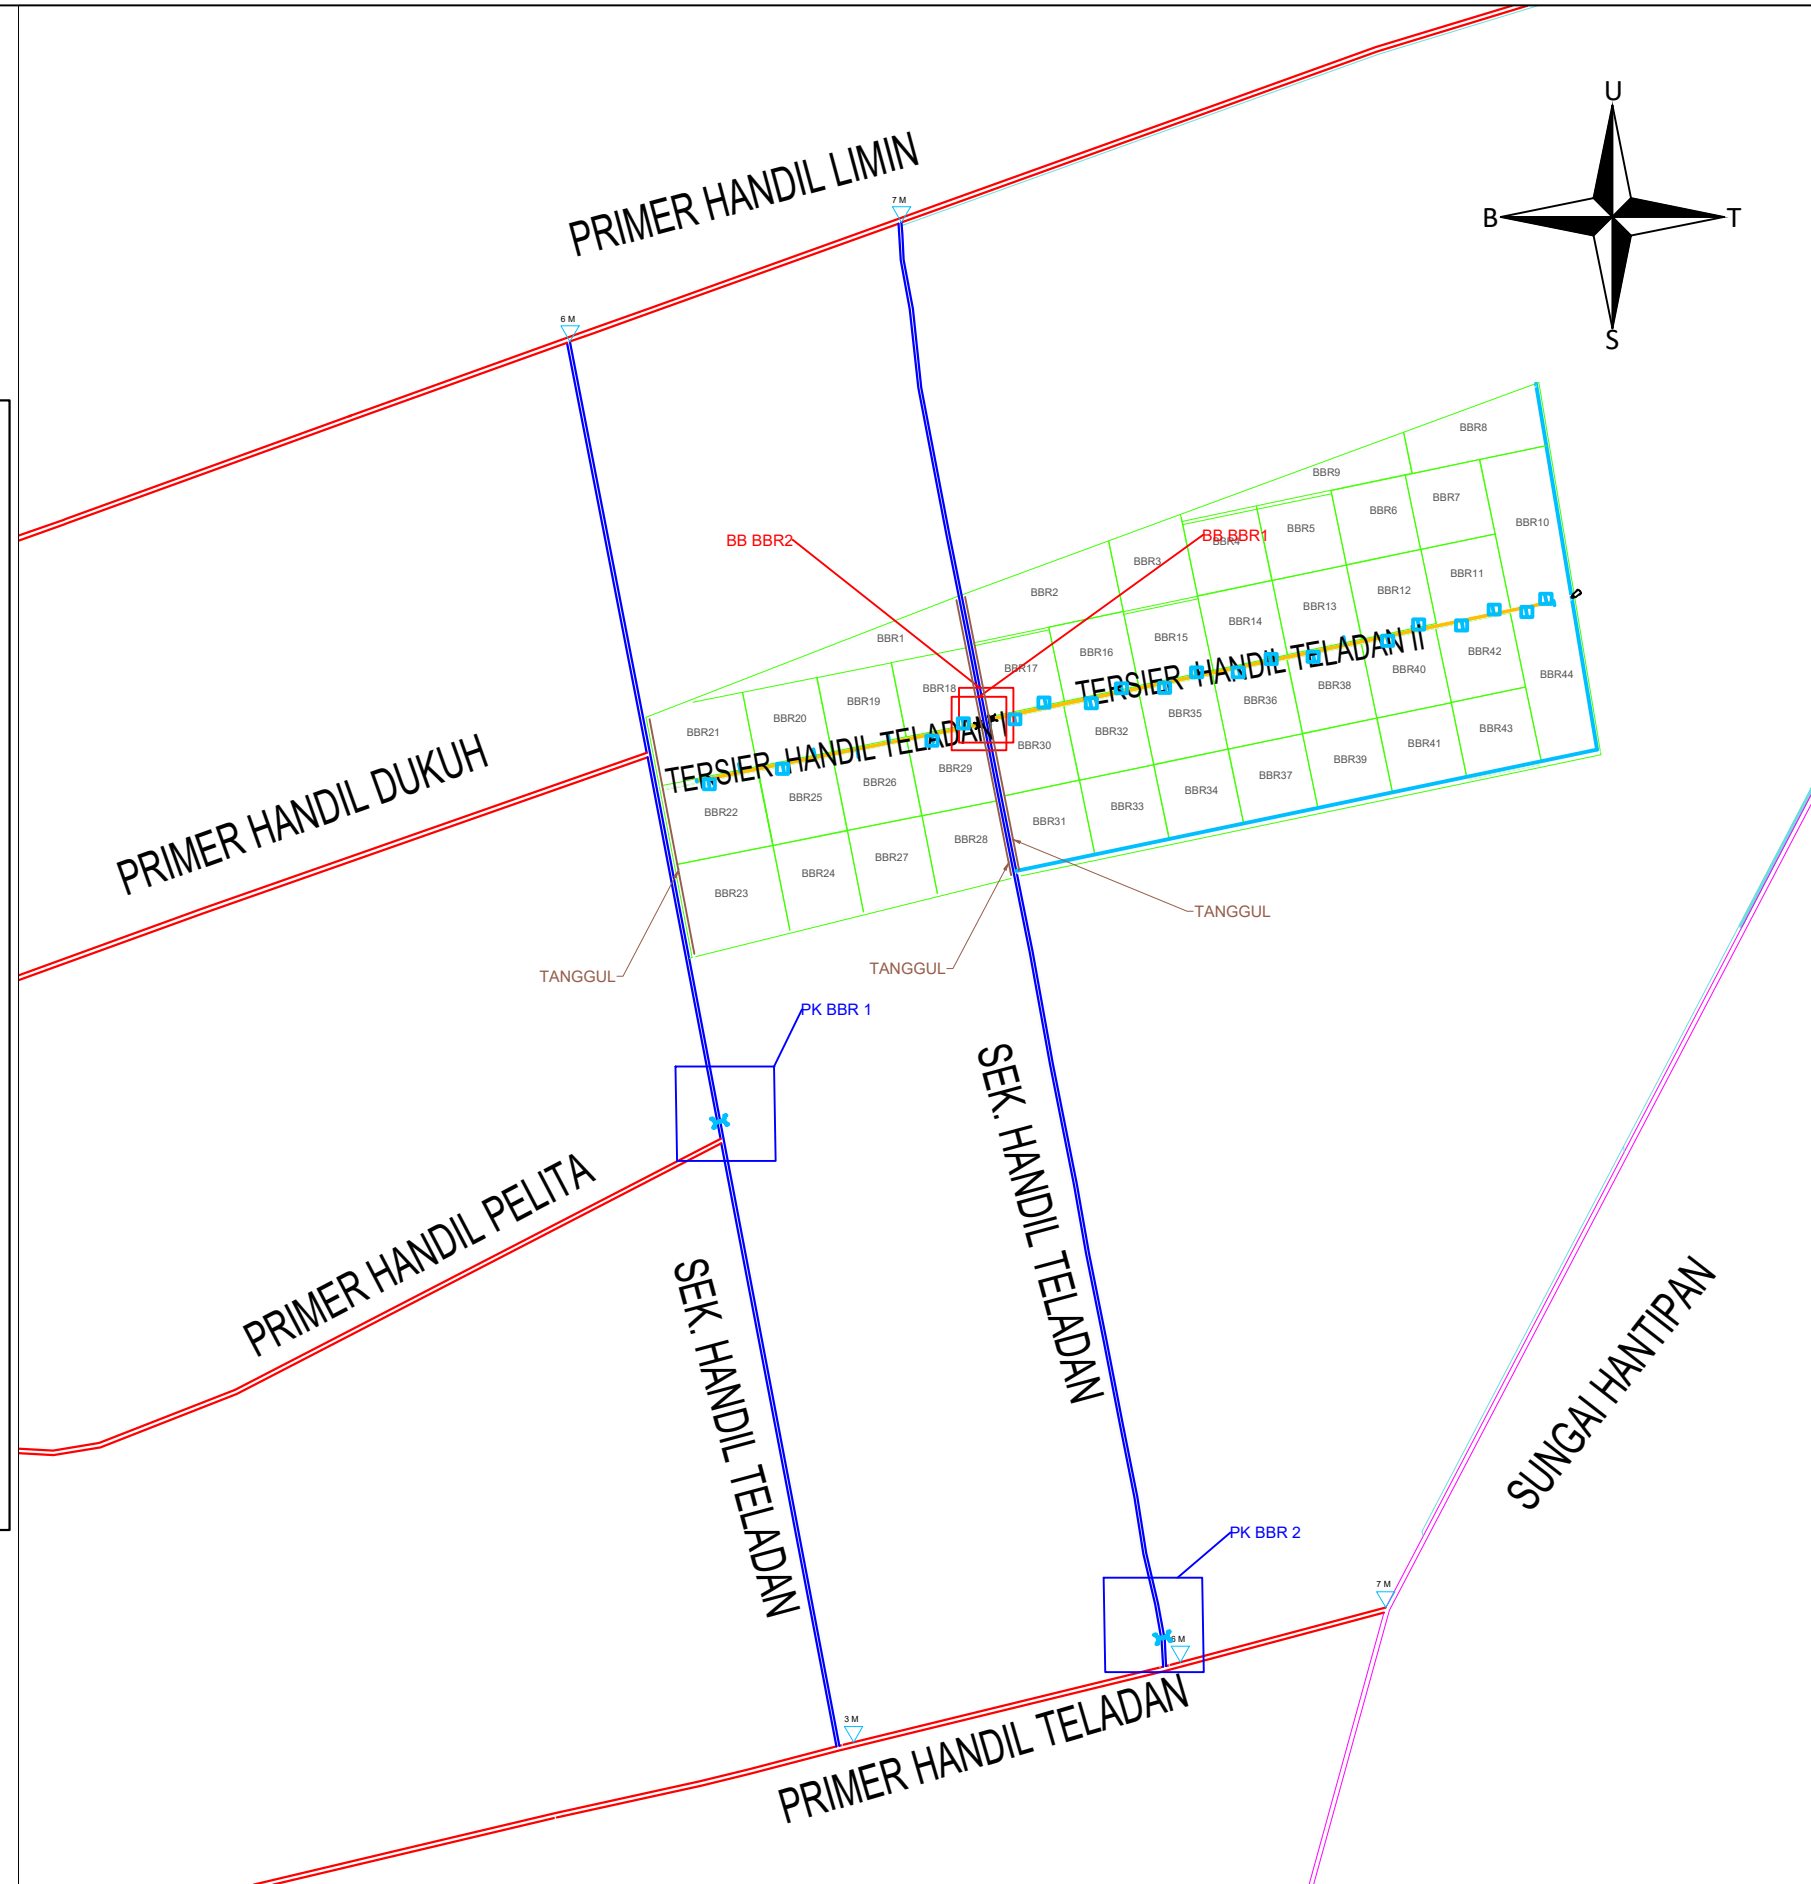 U
B
T
S
PRIMER HANDIL LIMIN
7 M
6 M
BBR8
BBR9
BBR7
BBR6
BBR10
BBR5
BB BBR2
BB BBR1
BBR4
BBR3
BBR11
BBR12
BBR2
BBR13
BBR14
BBR1
BBR15
BBR16
BBR17
TERSIER HANDIL TELADAN II
BBR42
BBR40
BBR44
BBR18
BBR38
BBR19
BBR36
BBR20
BBR35
BBR21
BBR32
TERSIER HANDIL TELADAN I
BBR30
BBR43
BBR41
BBR29
BBR39
BBR26
BBR37
BBR25
BBR34
BBR22
BBR33
BBR31
BBR28
BBR27
BBR24
BBR23
PRIMER HANDIL DUKUH
TANGGUL
TANGGUL
TANGGUL
PK BBR 1
SEK. HANDIL TELADAN
PRIMER HANDIL PELITA
SEK. HANDIL TELADAN
SUNGAI HANTIPAN
PK BBR 2
7 M
6 M
3 M
PRIMER HANDIL TELADAN